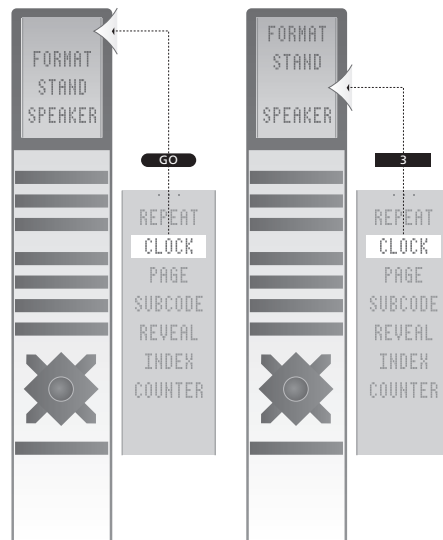 FORMAT
STAND
SPEAKER
GO
REPEAT
CLOCK
PAGE
SUBCODE
REVEAL
INDEX
COUNTER
FORMAT
STAND
SPEAKER
3
REPEAT
CLOCK
PAGE
SUBCODE
REVEAL
INDEX
COUNTER